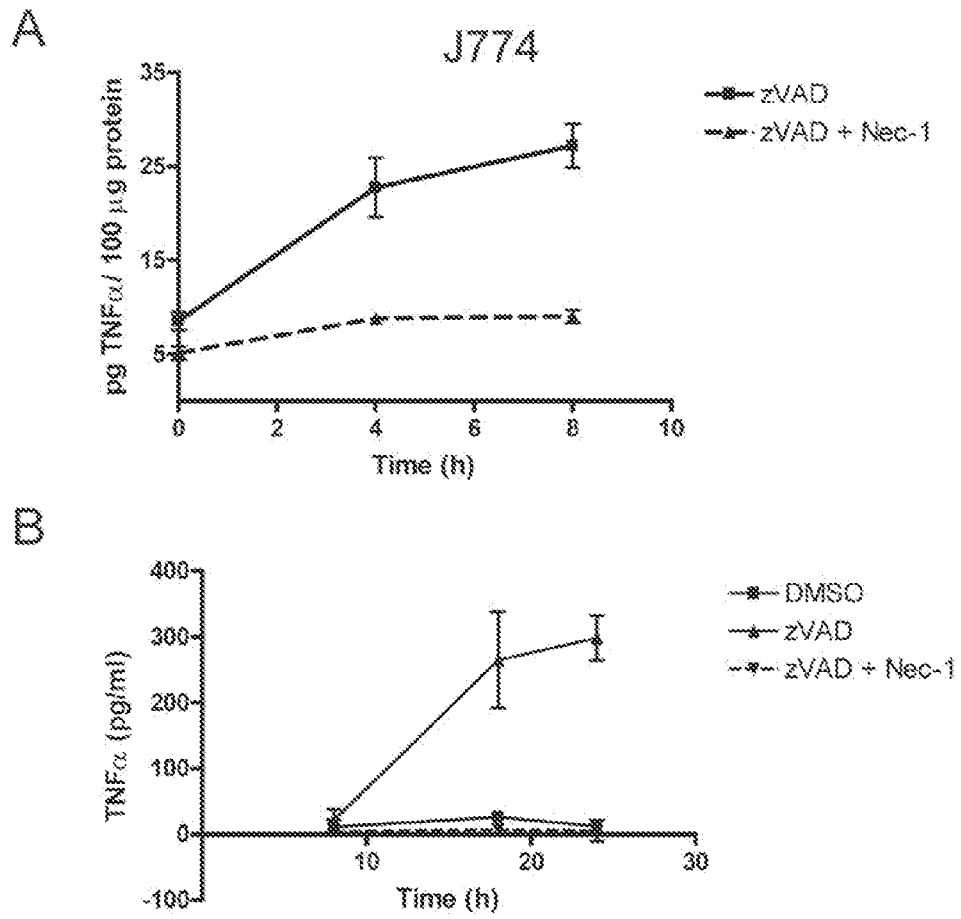 A
J774
35
25
15
5
pg TNFα/ 100 µg protein
0 2 4 6 8 10
Time (h)
zVAD
zVAD + Nec-1
B
400
300
200
100
0
-100
TNFα (pg/ml)
10 20 30
Time (h)
DMSO
zVAD
zVAD + Nec-1